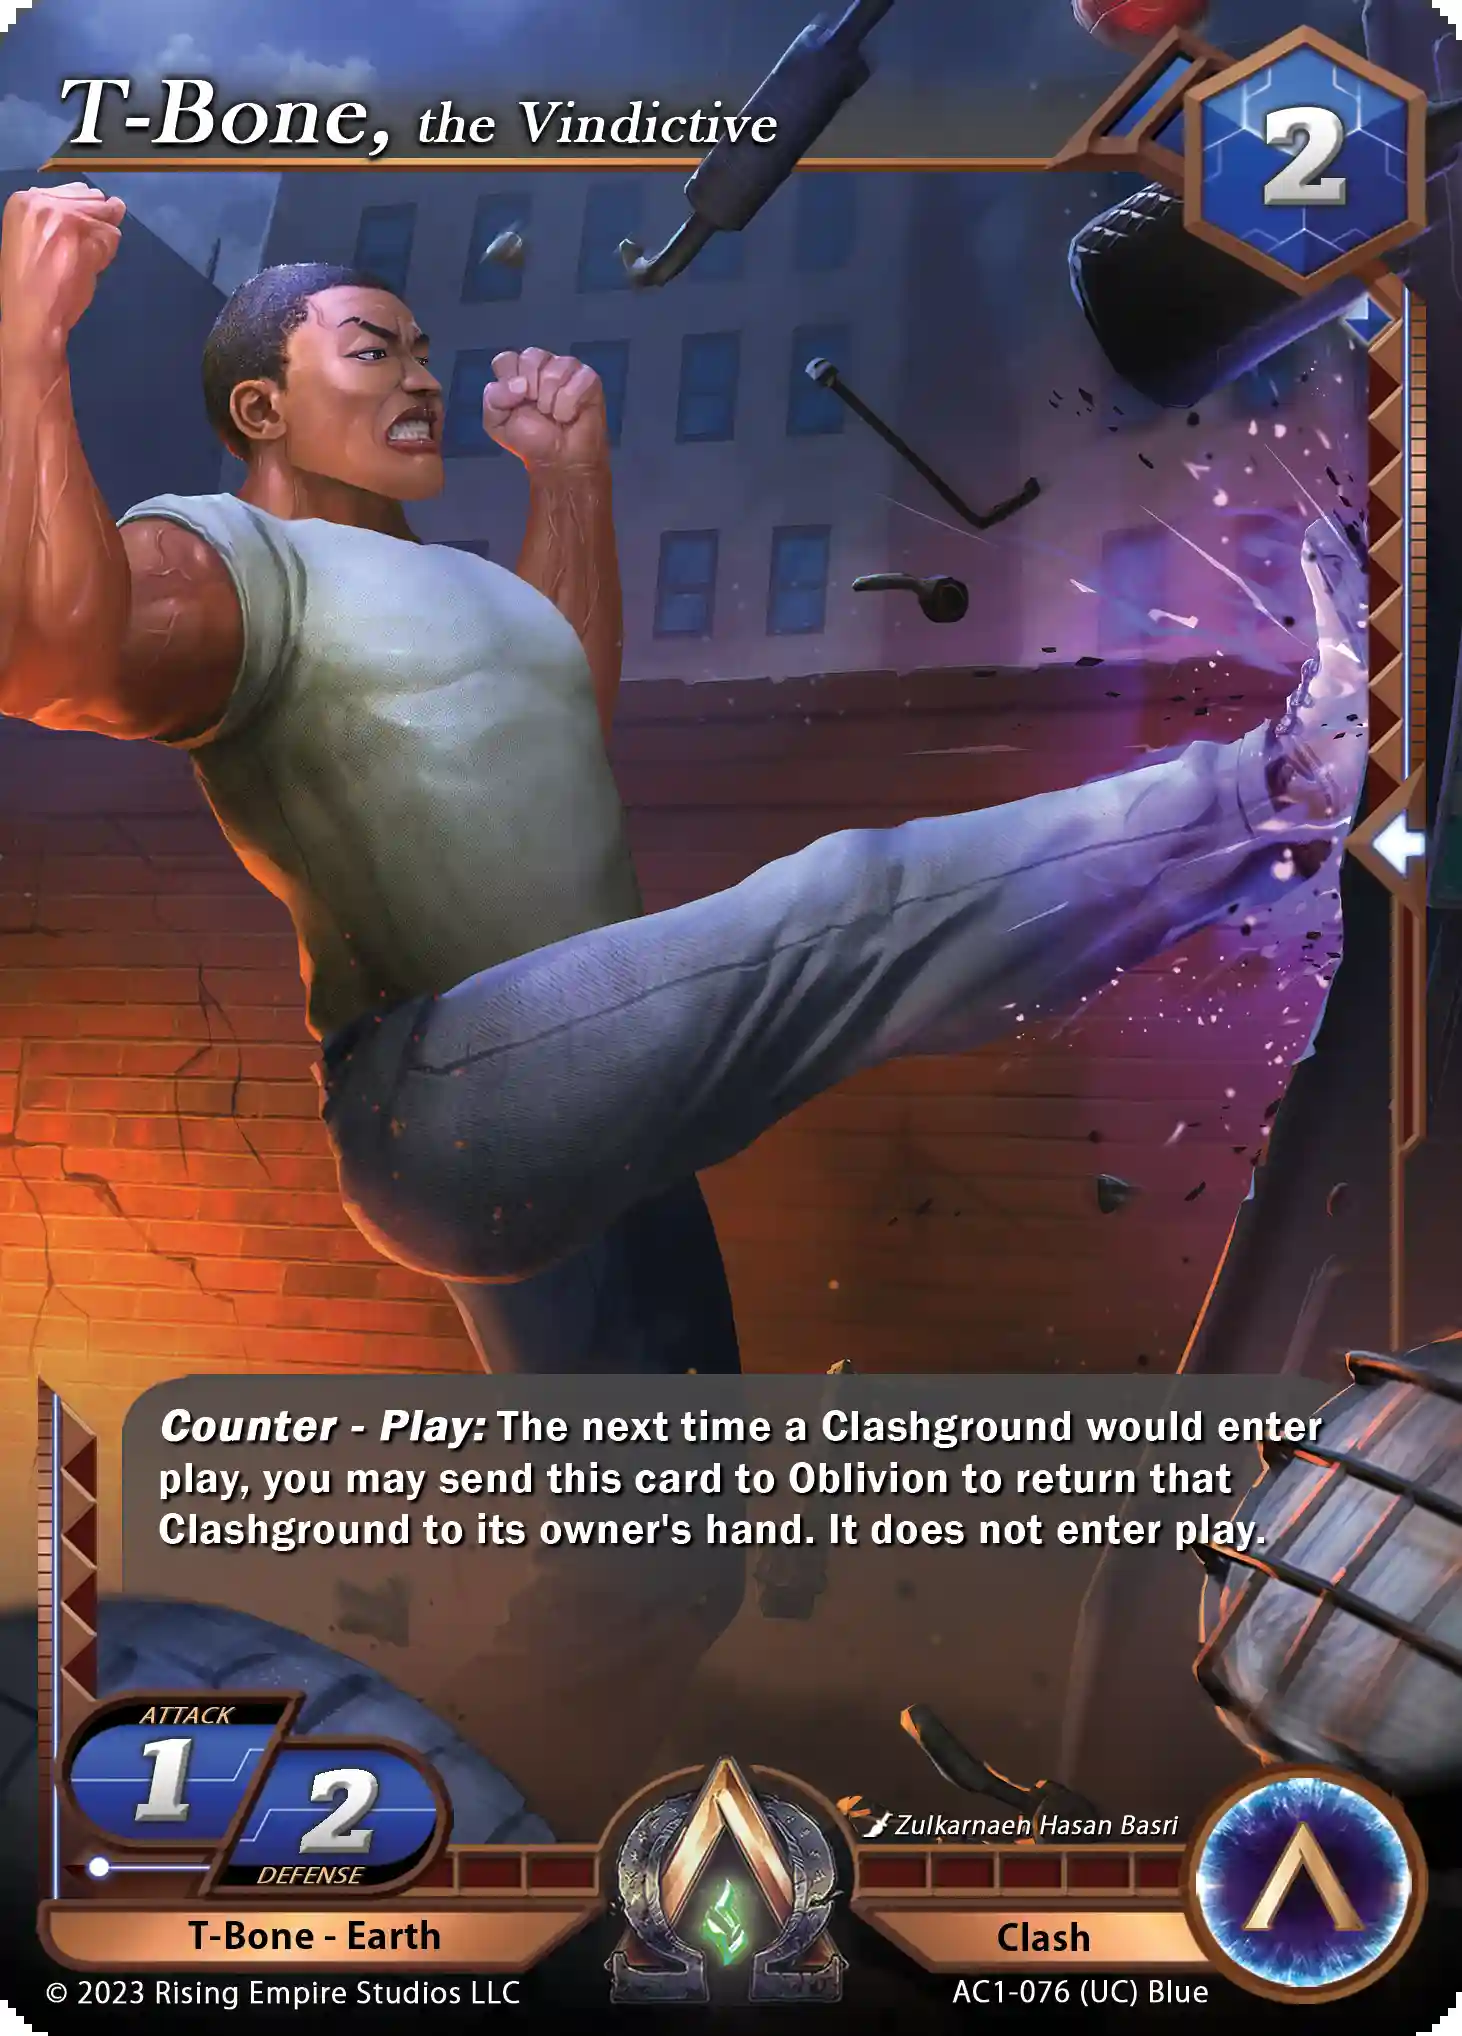 T-Bone, the Vindictive
2
Counter - Play: The next time a Clashground would enter
play, you may send this card to Oblivion to return that
Clashground to its owner's hand. It does not enter play.
ATTACK
1
2
DEFENSE
Zulkarnaeh Hasan Basri
T-Bone - Earth
Clash
© 2023 Rising Empire Studios LLC
AC1-076 (UC) Blue